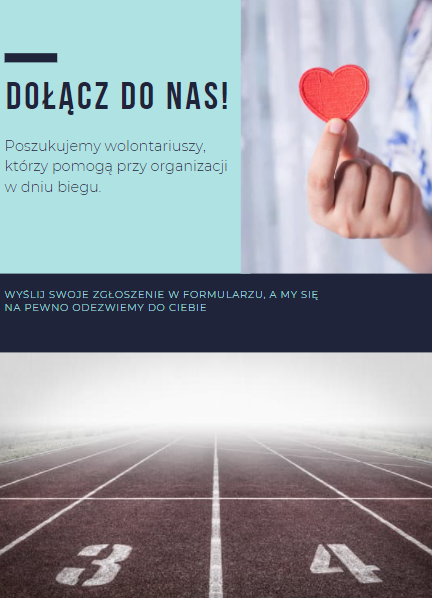 DOŁĄCZ DO NAS!
Poszukujemy wolontariuszy,
którzy pomogą przy organizacji
w dniu biegu.
WYŚLIJ SWOJE ZGŁOSZENIE W FORMULARZU, A MY SIĘ
NA PEWNO ODEZWIEMY DO CIEBIE
3 4